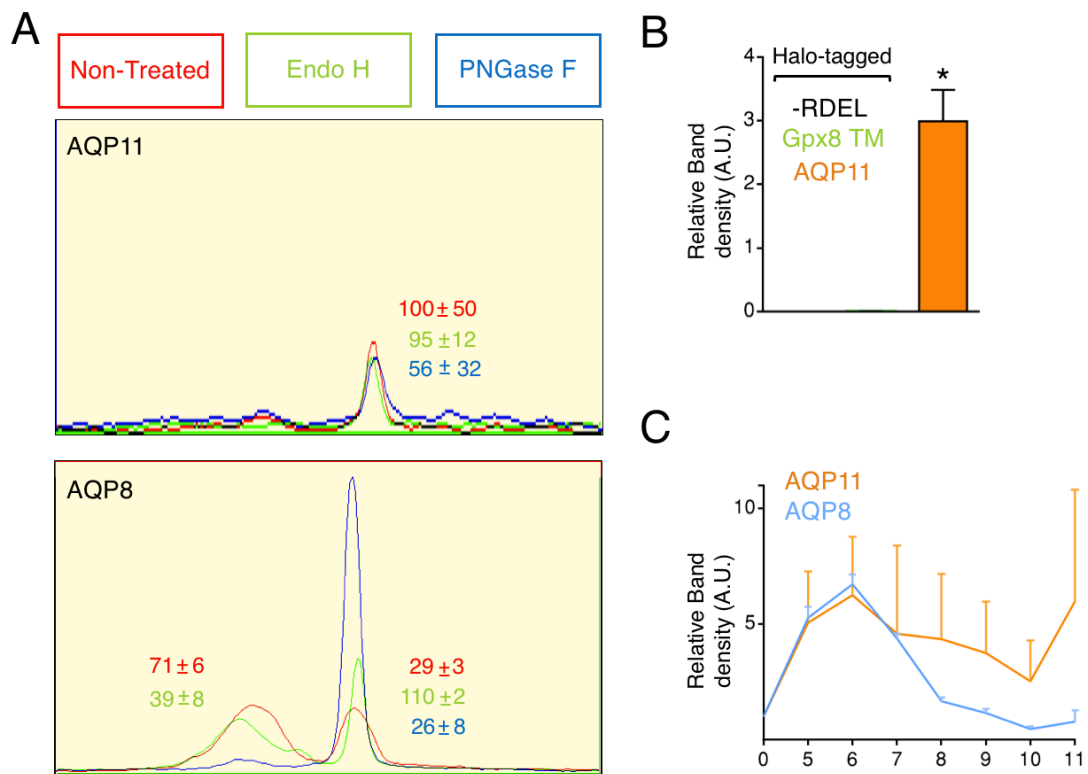 A
Non-Treated
Endo H
PNGase F
AQP11
100 ± 50
95 ± 12
56 ± 32
AQP8
71 ± 6
39 ± 8
29 ± 3
110 ± 2
26 ± 8
B
Relative Band
density (A.U.)
4
3
2
1
0
Halo-tagged
-RDEL
Gpx8 TM
AQP11
*
C
AQP11
AQP8
Relative Band
density (A.U.)
10
5
0 5 6 7 8 9 10 11